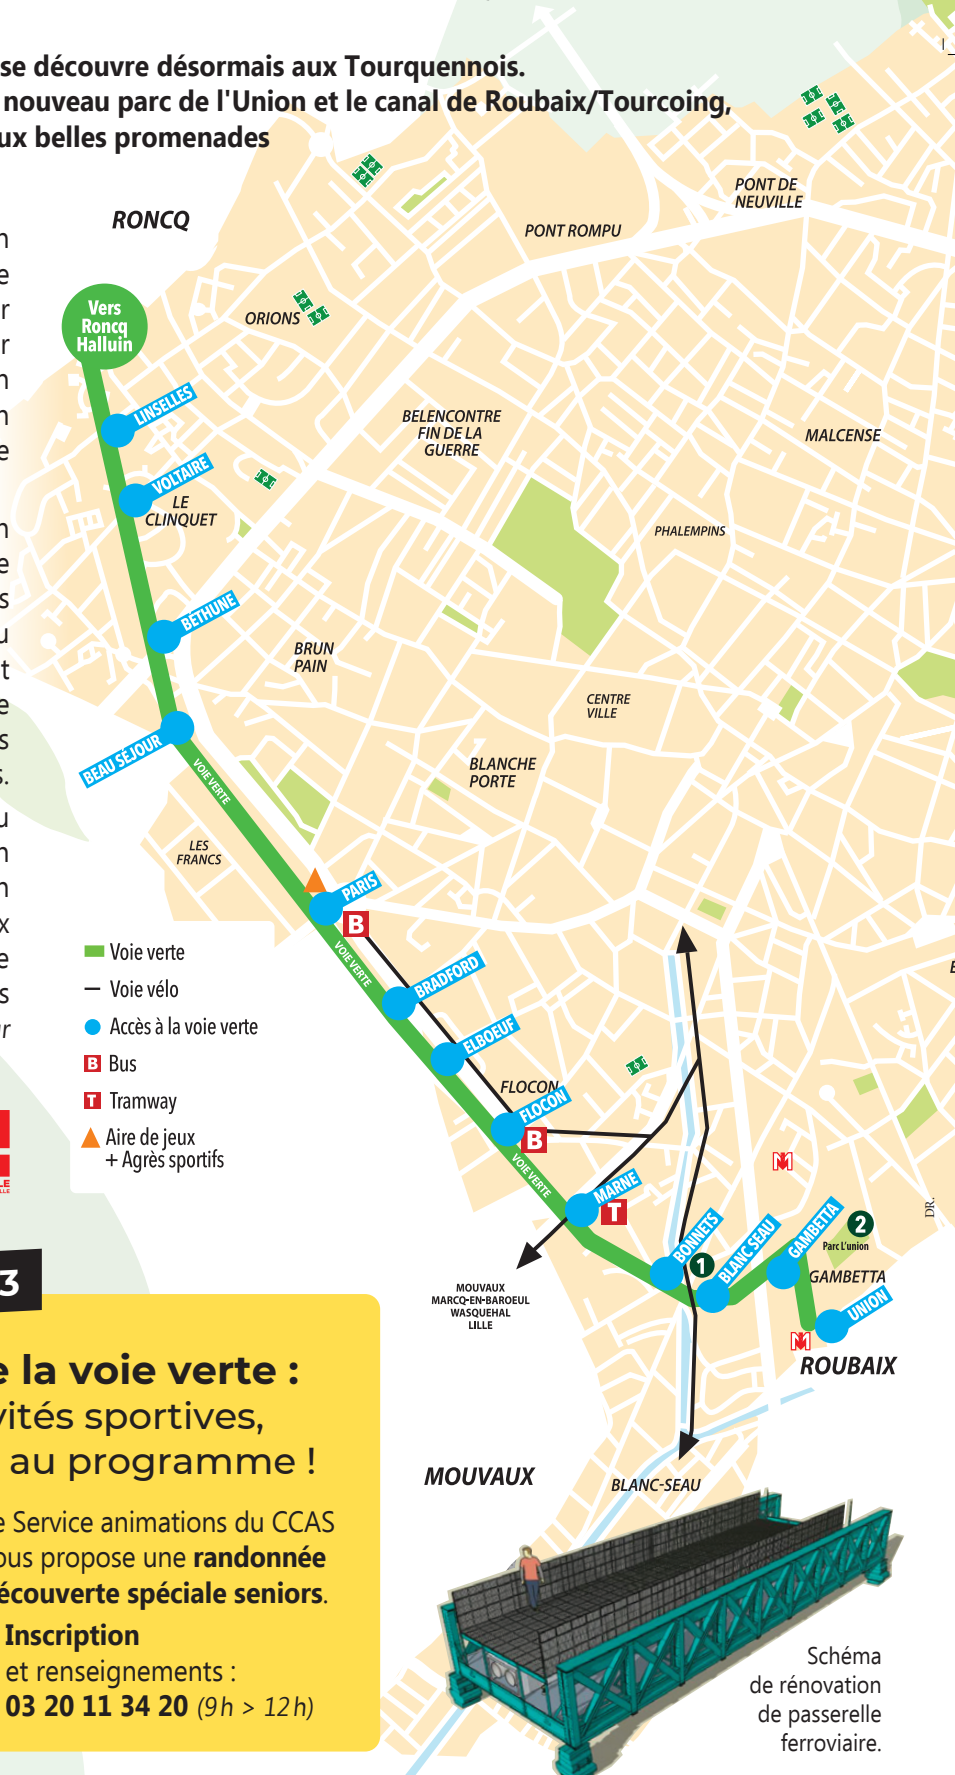 se découvre désormais aux Tourquennois.
nouveau parc de l'Union et le canal de Roubaix/Tourcoing,
ux belles promenades
n
e
r
r
n
n
e
n
e
s
u
t
e
s
s.
u
n
n
x
e
s
ur
RONCQ
PONT DE
NEUVILLE
PONT ROMPU
Vers
Roncq
Halluin
ORIONS
LINSELLES
BELENCONTRE
FIN DE LA
GUERRE
MALCENSE
VOLTAIRE
LE
CLINQUET
PHALEMPINS
BÉTHUNE
BRUN
PAIN
CENTRE
VILLE
BEAU SÉJOUR
VOIE VERTE
BLANCHE
PORTE
LES
FRANCS
PARIS
B
VOIE VERTE
BRADFORD
ELBOEUF
FLOCON
FLOCON
B
VOIE VERTE
MARNE
T
BONNETS
1
BLANC SEAU
GAMBETTA
2
Parc L'union
GAMBETTA
UNION
M
M
DR.
ROUBAIX
MOUVAUX
MARCQ-EN-BAROEUL
WASQUEHAL
LILLE
MOUVAUX
BLANC-SEAU
Voie verte
Voie vélo
Accès à la voie verte
B Bus
T Tramway
Aire de jeux
+ Agrès sportifs
3
e la voie verte :
vités sportives,
au programme !
e Service animations du CCAS
ous propose une randonnée
écouverte spéciale seniors.
Inscription
et renseignements :
03 20 11 34 20 (9h > 12h)
Schéma
de rénovation
de passerelle
ferroviaire.